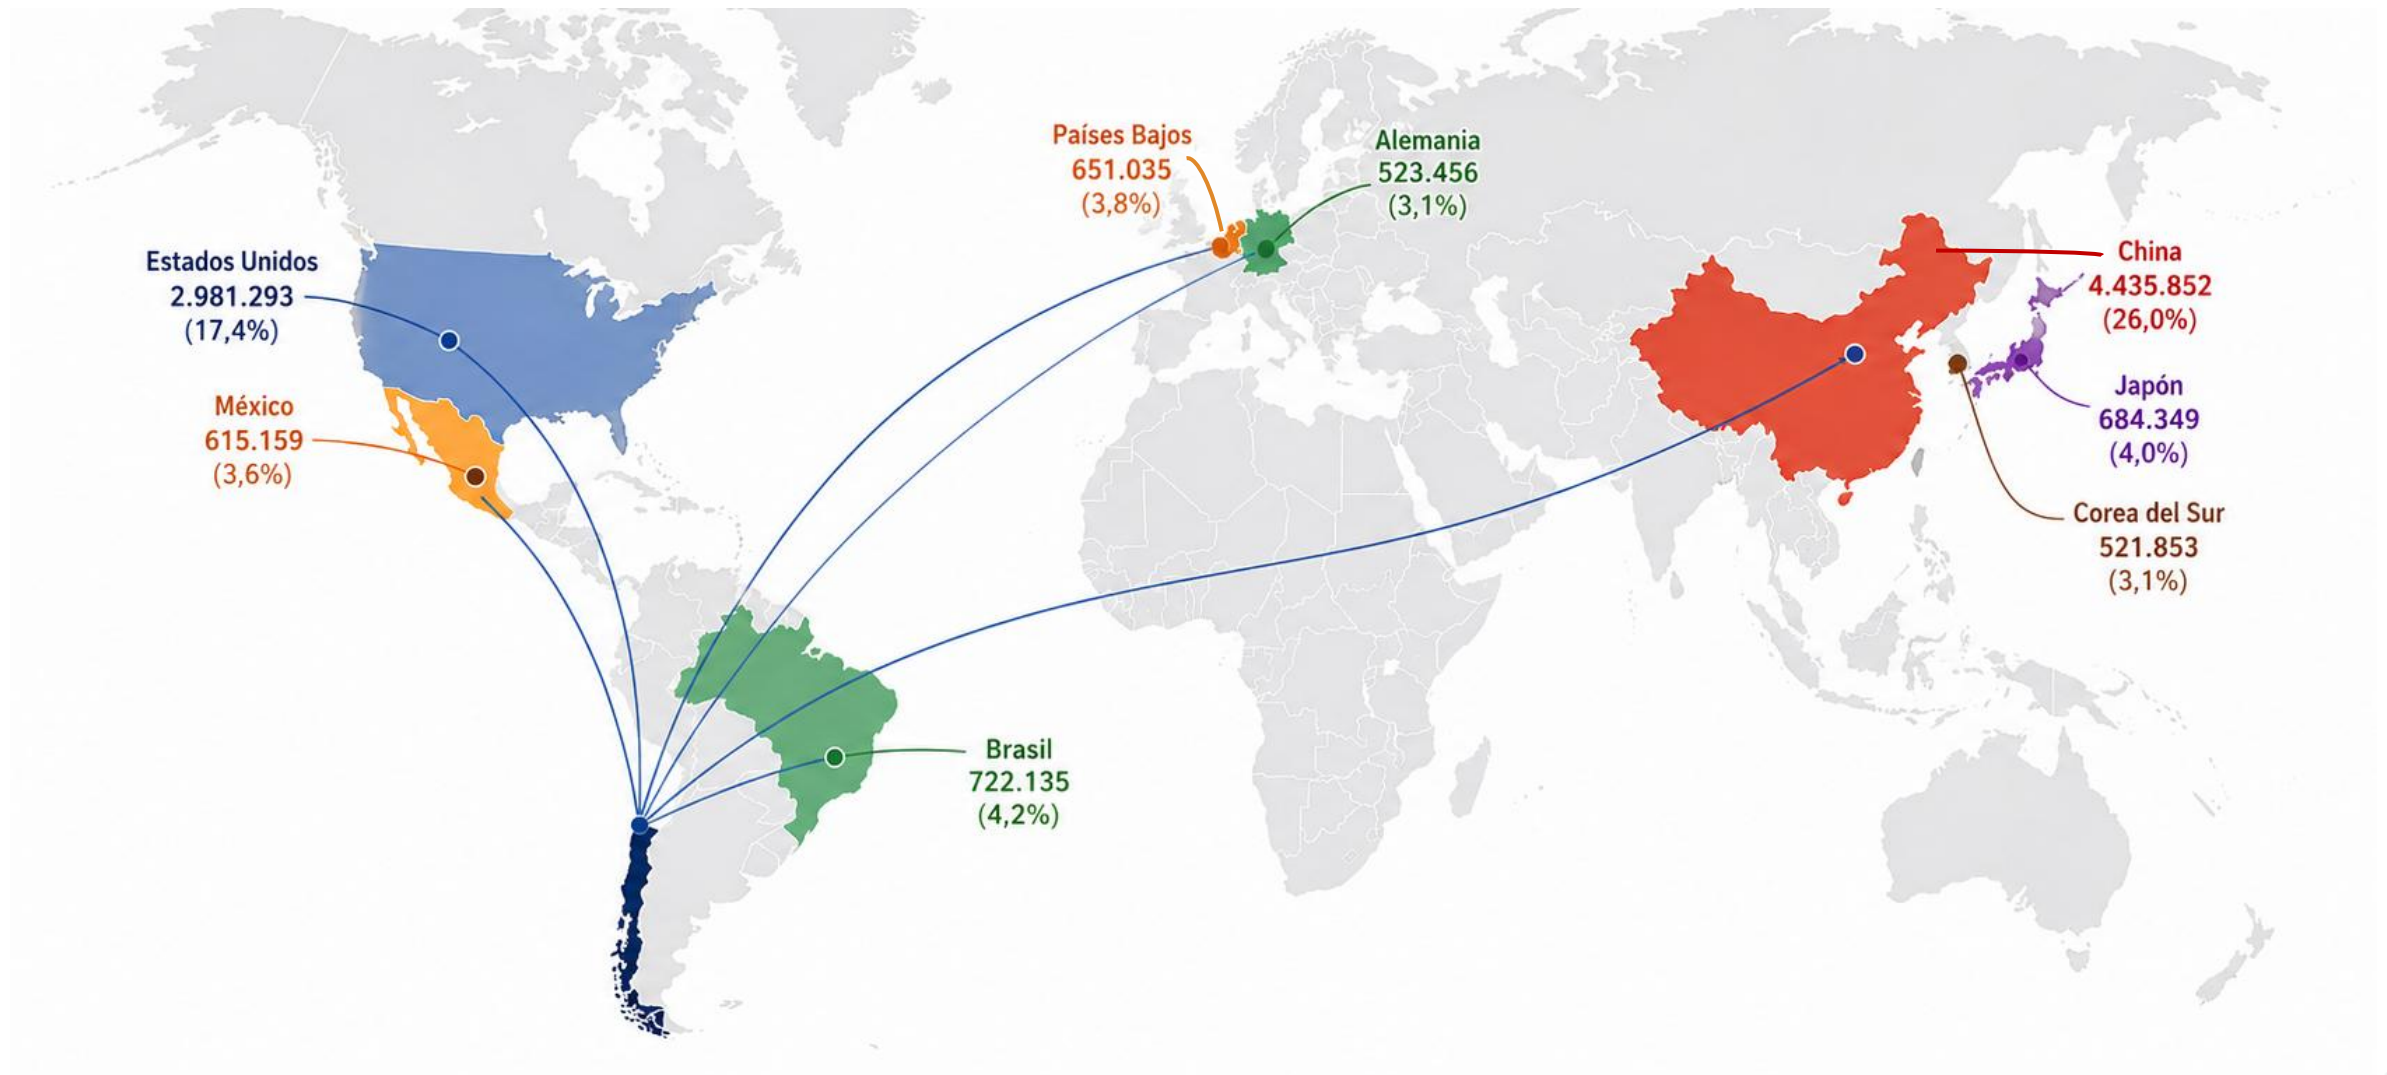 Países Bajos
651.035
(3,8%)
Alemania
523.456
(3,1%)
Estados Unidos
2.981.293
(17,4%)
China
4.435.852
(26,0%)
México
615.159
(3,6%)
Japón
684.349
(4,0%)
Corea del Sur
521.853
(3,1%)
Brasil
722.135
(4,2%)